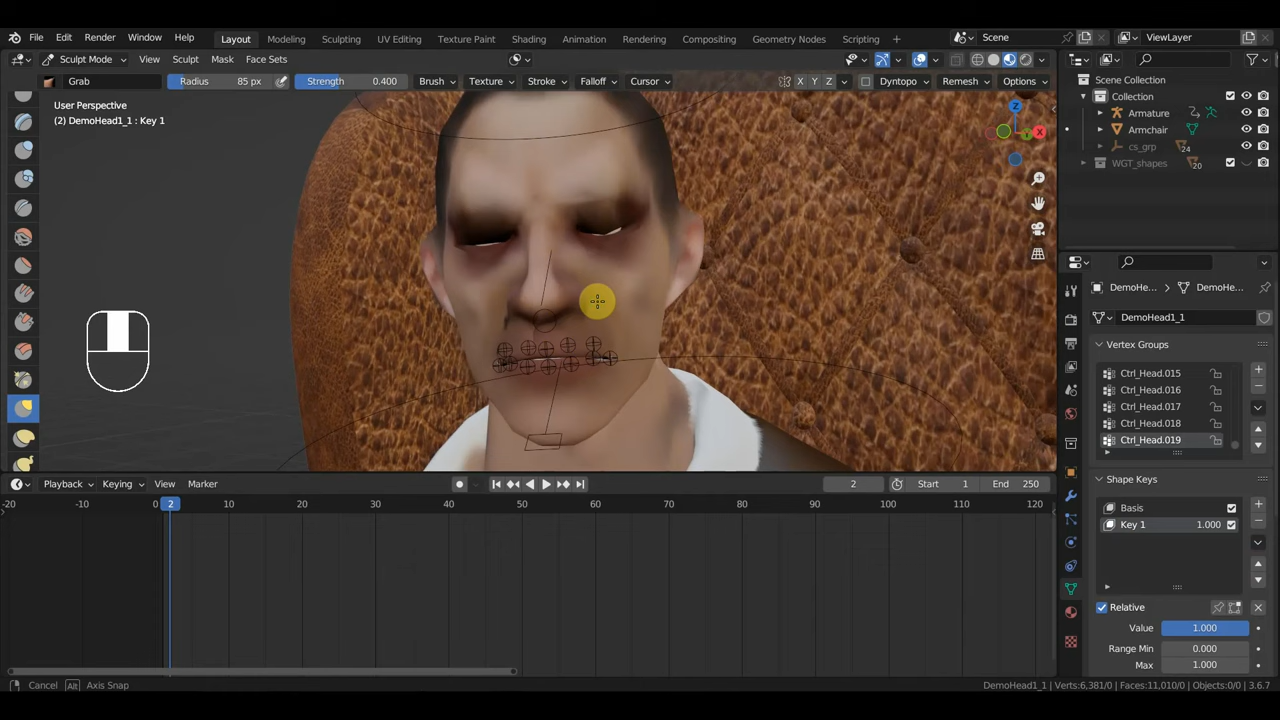 File Edit Render Window Help Layout Modeling Sculpting UV Editing Texture Paint Shading Animation Rendering Compositing Geometry Nodes Scripting + Scene ViewLayer
Sculpt Mode View Sculpt Mask Face Sets
Grab Radius 85 px Strength 0.400 Brush Texture Stroke Falloff Cursor X Y Z Dyntopo Remesh Options
User Perspective
(2) DemoHead1_1 : Key 1
Z
X
Y
Scene Collection
Collection
Armature
Armchair
cs_grp 24
WGT_shapes 20
DemoHe... DemoHe...
DemoHead1_1
Vertex Groups
Ctrl_Head.015
Ctrl_Head.016
Ctrl_Head.017
Ctrl_Head.018
Ctrl_Head.019
Shape Keys
Basis
Key 1 1.000
Relative
Value 1.000
Range Min 0.000
Max 1.000
Playback Keying View Marker 2 Start 1 End 250
-20 -10 0 2 10 20 30 40 50 60 70 80 90 100 110 120
Cancel Alt Axis Snap DemoHead1_1 | Verts:6,381/0 | Faces:11,010/0 | Objects:0/0 | 3.6.7